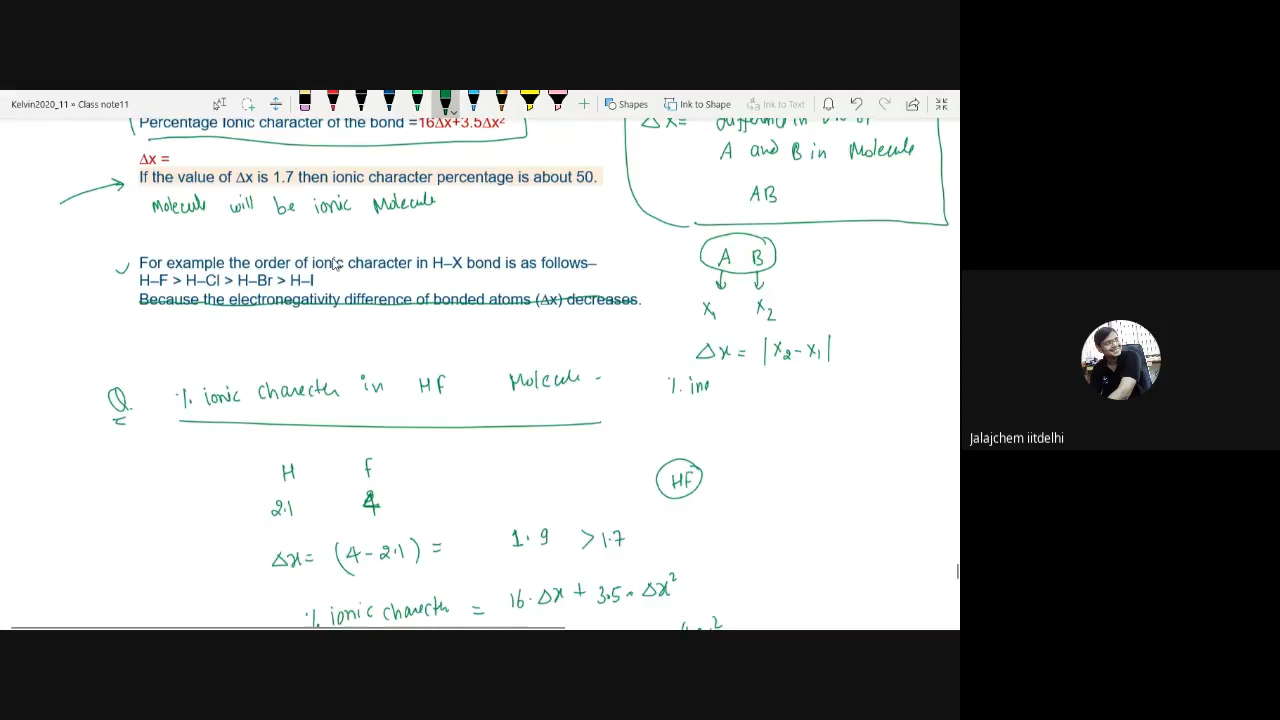 Kelvin2020_11 » Class note11
Shapes
Ink to Shape
Ink to Text
Percentage Ionic character of the bond =16Δx+3.5Δx²
Δx =
If the value of Δx is 1.7 then ionic character percentage is about 50.
Molecule will be ionic Molecule
For example the order of ionic character in H–X bond is as follows–
H–F > H–Cl > H–Br > H–I
Because the electronegativity difference of bonded atoms (Δx) decreases.
Δx = difference in
A and B in Molecule
AB
A B
x₁ x₂
Δx = |x₂ – x₁|
Q. % ionic character in HF Molecule -
H F
2.1 4
Δx = (4 – 2.1) = 1.9 > 1.7
HF
% ionic character = 16. Δx + 3.5 . Δx²
Jalajchem iitdelhi